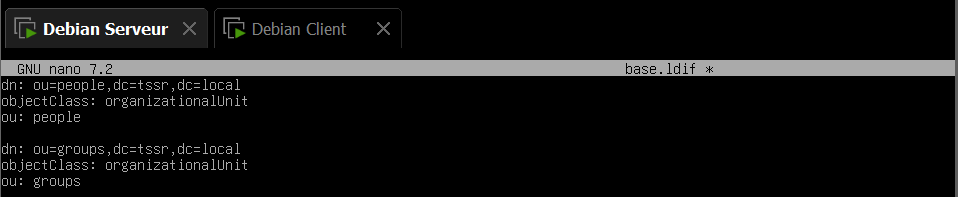 Debian Serveur
Debian Client
GNU nano 7.2 base.ldif *
dn: ou=people,dc=tssr,dc=local
objectClass: organizationalUnit
ou: people
dn: ou=groups,dc=tssr,dc=local
objectClass: organizationalUnit
ou: groups